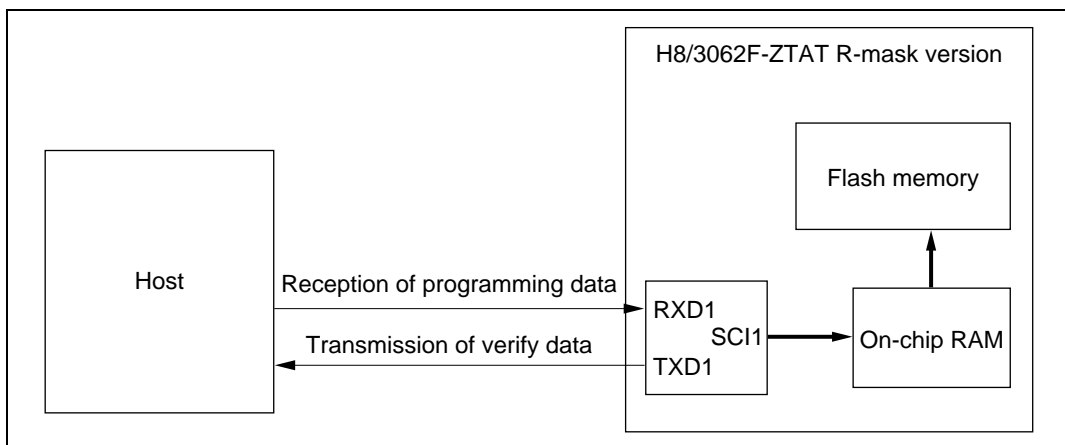 H8/3062F-ZTAT R-mask version
Flash memory
Host
Reception of programming data
RXD1
SCI1
On-chip RAM
Transmission of verify data
TXD1